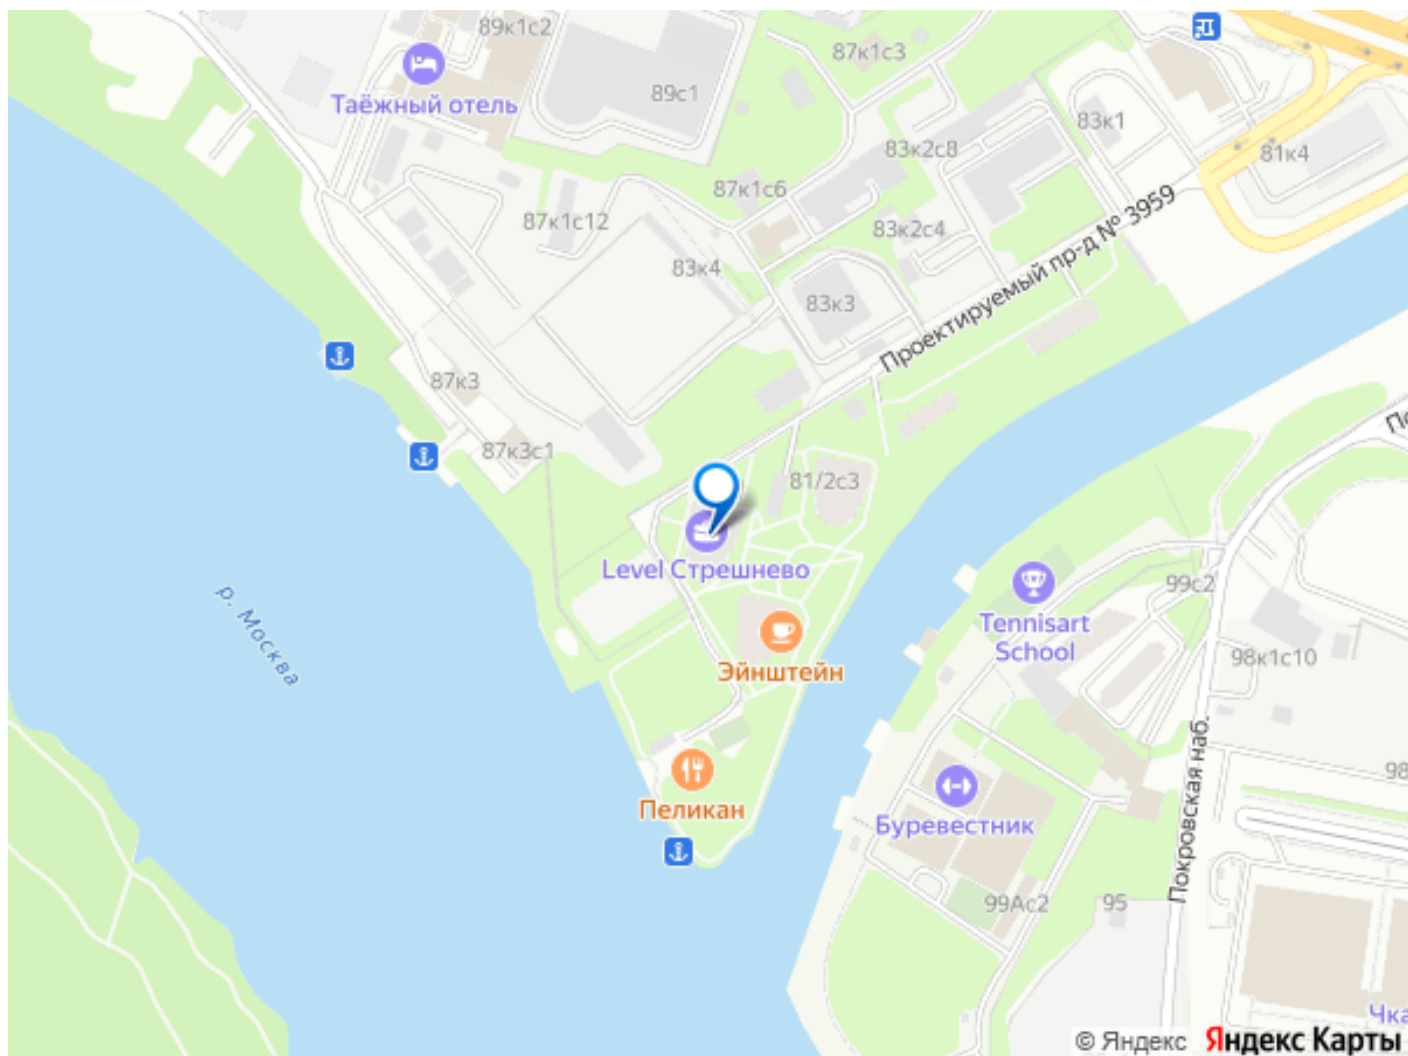 89к1с2
87к1с3
Таёжный отель
89с1
83к1
83к2с8
81к4
87к1с6
87к1с12
83к2с4
Проектируемый пр-д № 3959
83к4
83к3
87к3
87к3с1
81/2с3
Level Стрешнево
99с2
р. Москва
Tennisart
School
98к1с10
Эйнштейн
Покровская наб.
98
Пеликан
Буревестник
99Ас2
95
© Яндекс
Яндекс Карты